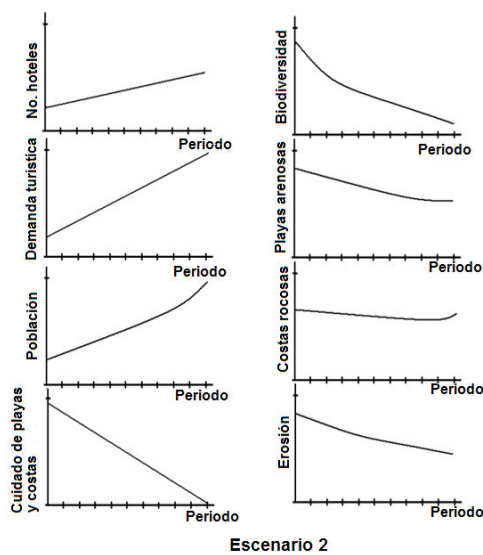 No. hoteles
Periodo
Biodiversidad
Periodo
Demanda turística
Periodo
Playas arenosas
Periodo
Población
Periodo
Costas rocosas
Periodo
Cuidado de playas
y costas
Periodo
Erosión
Periodo
Escenario 2